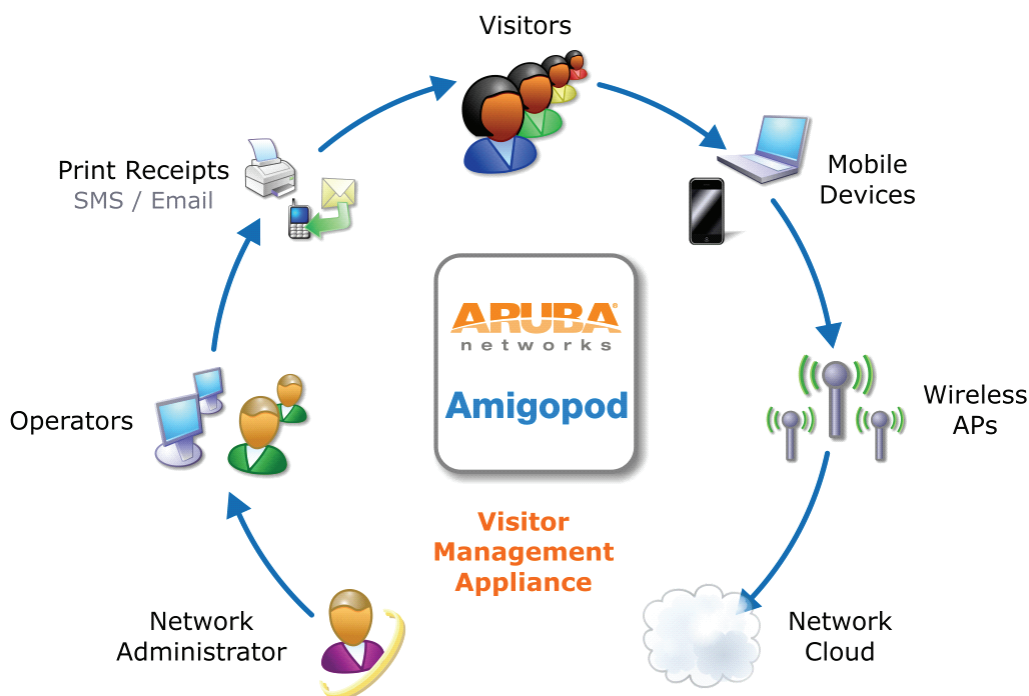 Visitors
Print Receipts
SMS / Email
Mobile
Devices
ARUBA®
networks
Amigopod
Operators
Wireless
APs
Visitor
Management
Appliance
Network
Administrator
Network
Cloud